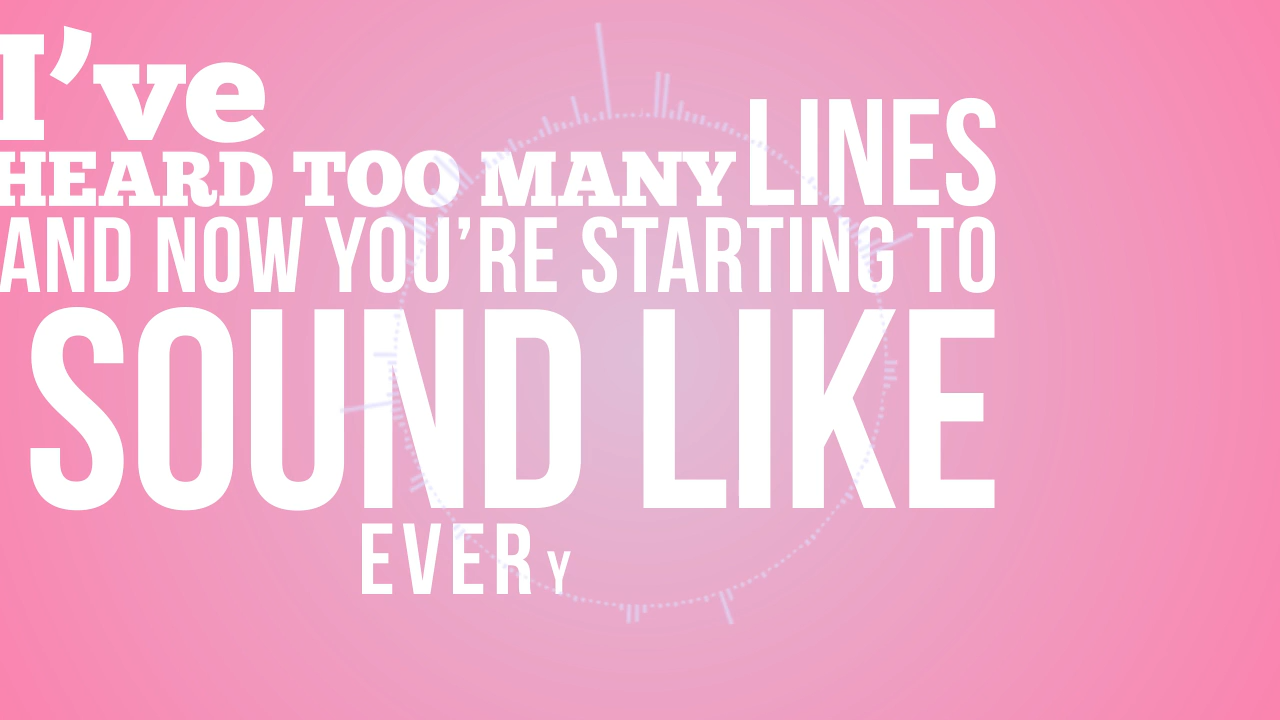 I've
HEARD TOO MANY LINES
AND NOW YOU'RE STARTING TO
SOUND LIKE
EVERY